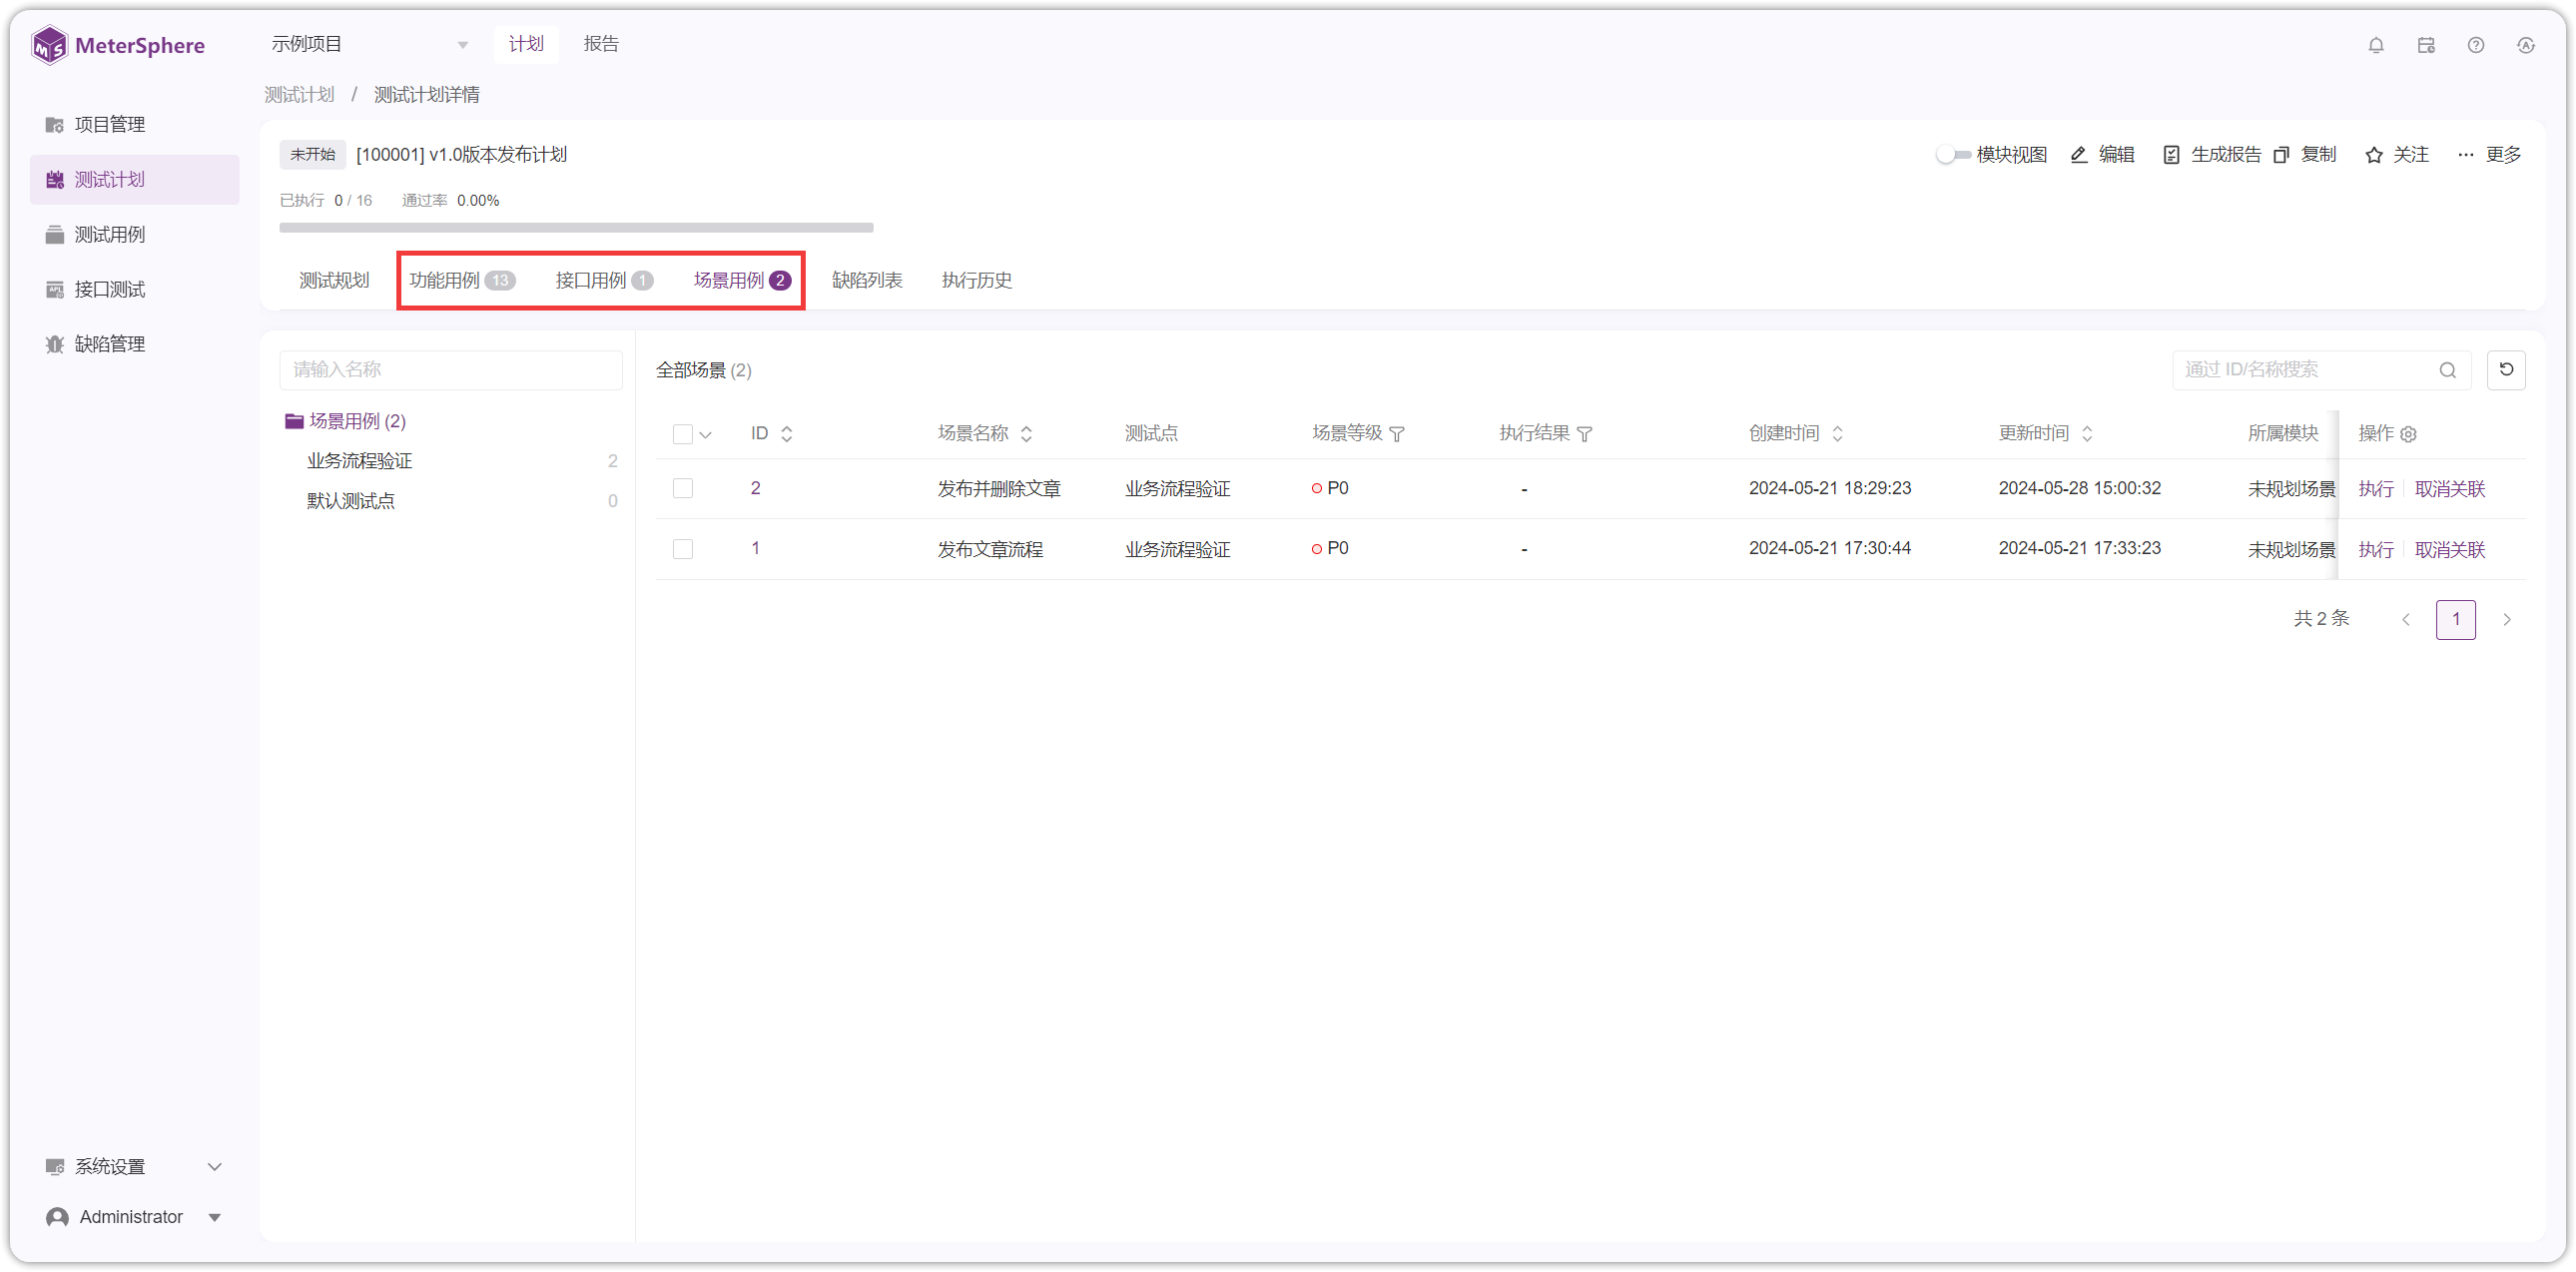 MeterSphere
示例项目 计划 报告
测试计划 / 测试计划详情
项目管理
测试计划
测试用例
接口测试
缺陷管理
未开始 [100001] v1.0版本发布计划
模块视图 编辑 生成报告 复制 关注 更多
已执行 0 / 16 通过率 0.00%
测试规划 功能用例 13 接口用例 1 场景用例 2 缺陷列表 执行历史
请输入名称
场景用例 (2)
业务流程验证 2
默认测试点 0
全部场景 (2)
通过 ID/名称搜索
ID 场景名称 测试点 场景等级 执行结果 创建时间 更新时间 所属模块 操作
2 发布并删除文章 业务流程验证 P0 - 2024-05-21 18:29:23 2024-05-28 15:00:32 未规划场景 执行 取消关联
1 发布文章流程 业务流程验证 P0 - 2024-05-21 17:30:44 2024-05-21 17:33:23 未规划场景 执行 取消关联
共 2 条 1
系统设置
Administrator